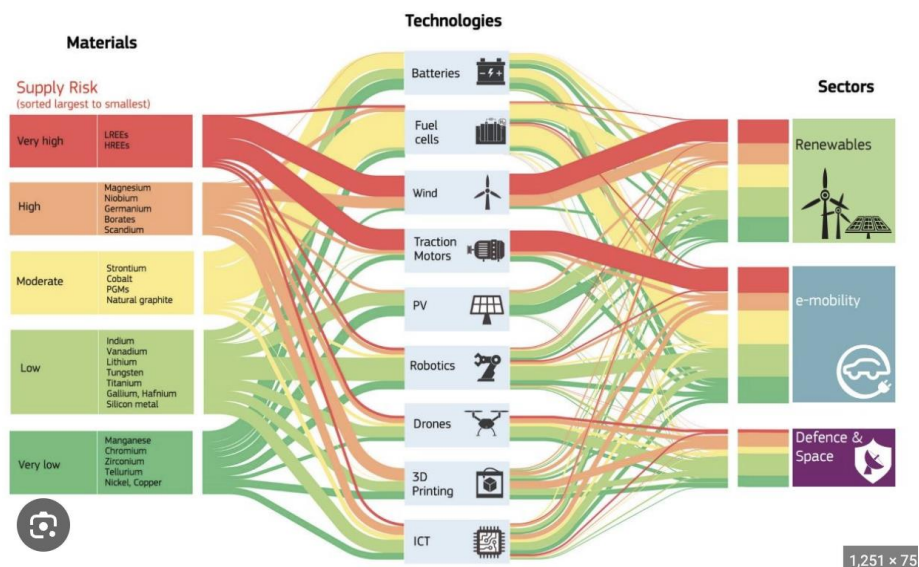 Technologies
Materials
Sectors
Supply Risk
(sorted largest to smallest)
Very high
LREEs
HREEs
High
Magnesium
Niobium
Germanium
Borates
Scandium
Moderate
Strontium
Cobalt
PGMs
Natural graphite
Low
Indium
Vanadium
Lithium
Tungsten
Titanium
Gallium, Hafnium
Silicon metal
Very low
Manganese
Chromium
Zirconium
Tellurium
Nickel, Copper
Batteries
Fuel
cells
Wind
Traction
Motors
PV
Robotics
Drones
3D
Printing
ICT
Renewables
e-mobility
Defence &
Space
1,251 × 75